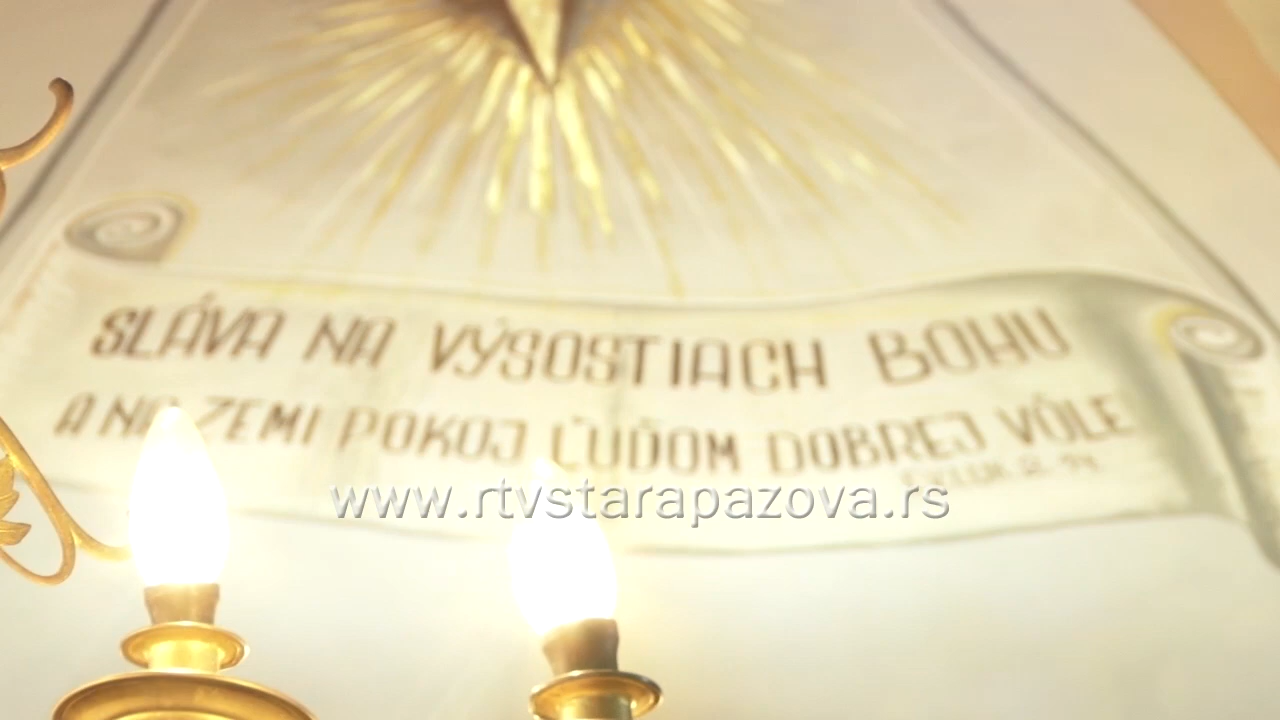 SLÁVA NA VÝSOSTIACH BOHU
A NA ZEMI POKOJ ĽUĎOM DOBREJ VÔLE
www.rtvstarapazova.rs